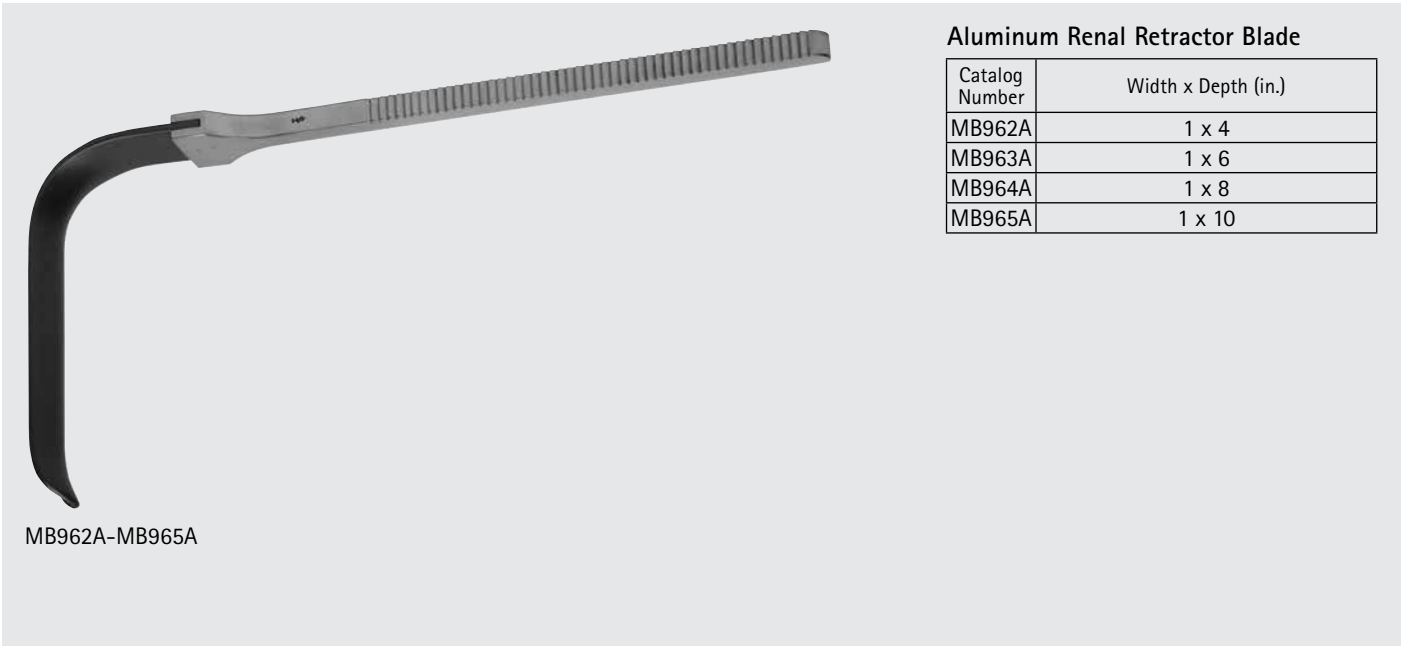 Aluminum Renal Retractor Blade
Catalog
Number
Width x Depth (in.)
MB962A 1 x 4
MB963A 1 x 6
MB964A 1 x 8
MB965A 1 x 10
MB962A-MB965A